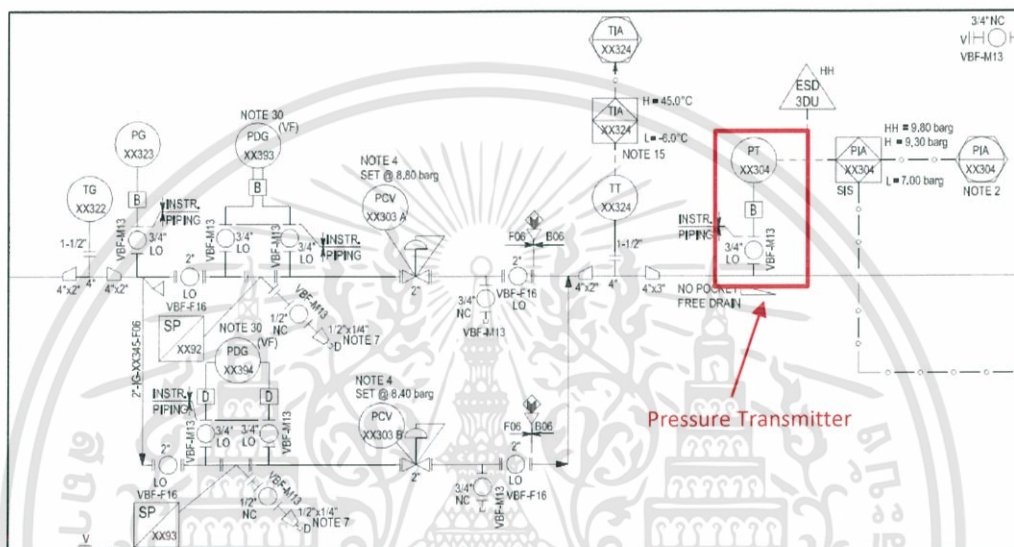 TIA
XX324
3/4" NC
VBF-M13
ESD
3DU
HH
NOTE 30
(VF)
PG
XX323
PDG
XX393
TIA
XX324
H = 45.0°C
L = -6.0°C
NOTE 15
PT
XX304
PIA
XX304
HH = 9,80 barg
H = 9,30 barg
L = 7.00 barg
SIS
PIA
XX304
NOTE 2
NOTE 4
SET @ 8,80 barg
TG
XX322
B
B
INSTR.
PIPING
PCV
XX303 A
TT
XX324
B
INSTR.
PIPING
1-1/2"
VBF-M13
3/4"
LO
VBF-M13
3/4"
LO
VBF-M13
INSTR.
PIPING
F06
B06
1-1/2"
3/4"
LO
VBF-M13
4"x2"
4"
4"x2"
2"
LO
VBF-F16
2"
2"
VBF-F16
LO
4"x2"
4"
4"x3"
NO POCKET
FREE DRAIN
2"-IG-XX345-F06
SP
XX92
VBF-M13
1/2"
NC
D
1/2"x1/4"
NOTE 7
3/4"
NC
VBF-M13
NOTE 30
(VF)
PDG
XX394
INSTR.
PIPING
D
D
NOTE 4
SET @ 8.40 barg
PCV
XX303 B
Pressure Transmitter
VBF-M13
3/4"
LO
3/4"
LO
VBF-M13
F06
B06
2"
LO
VBF-F16
2"
2"
LO
VBF-F16
SP
XX93
VBF-M13
1/2"
NC
D
1/2"x1/4"
NOTE 7
3/4"
NC
VBF-M13
V